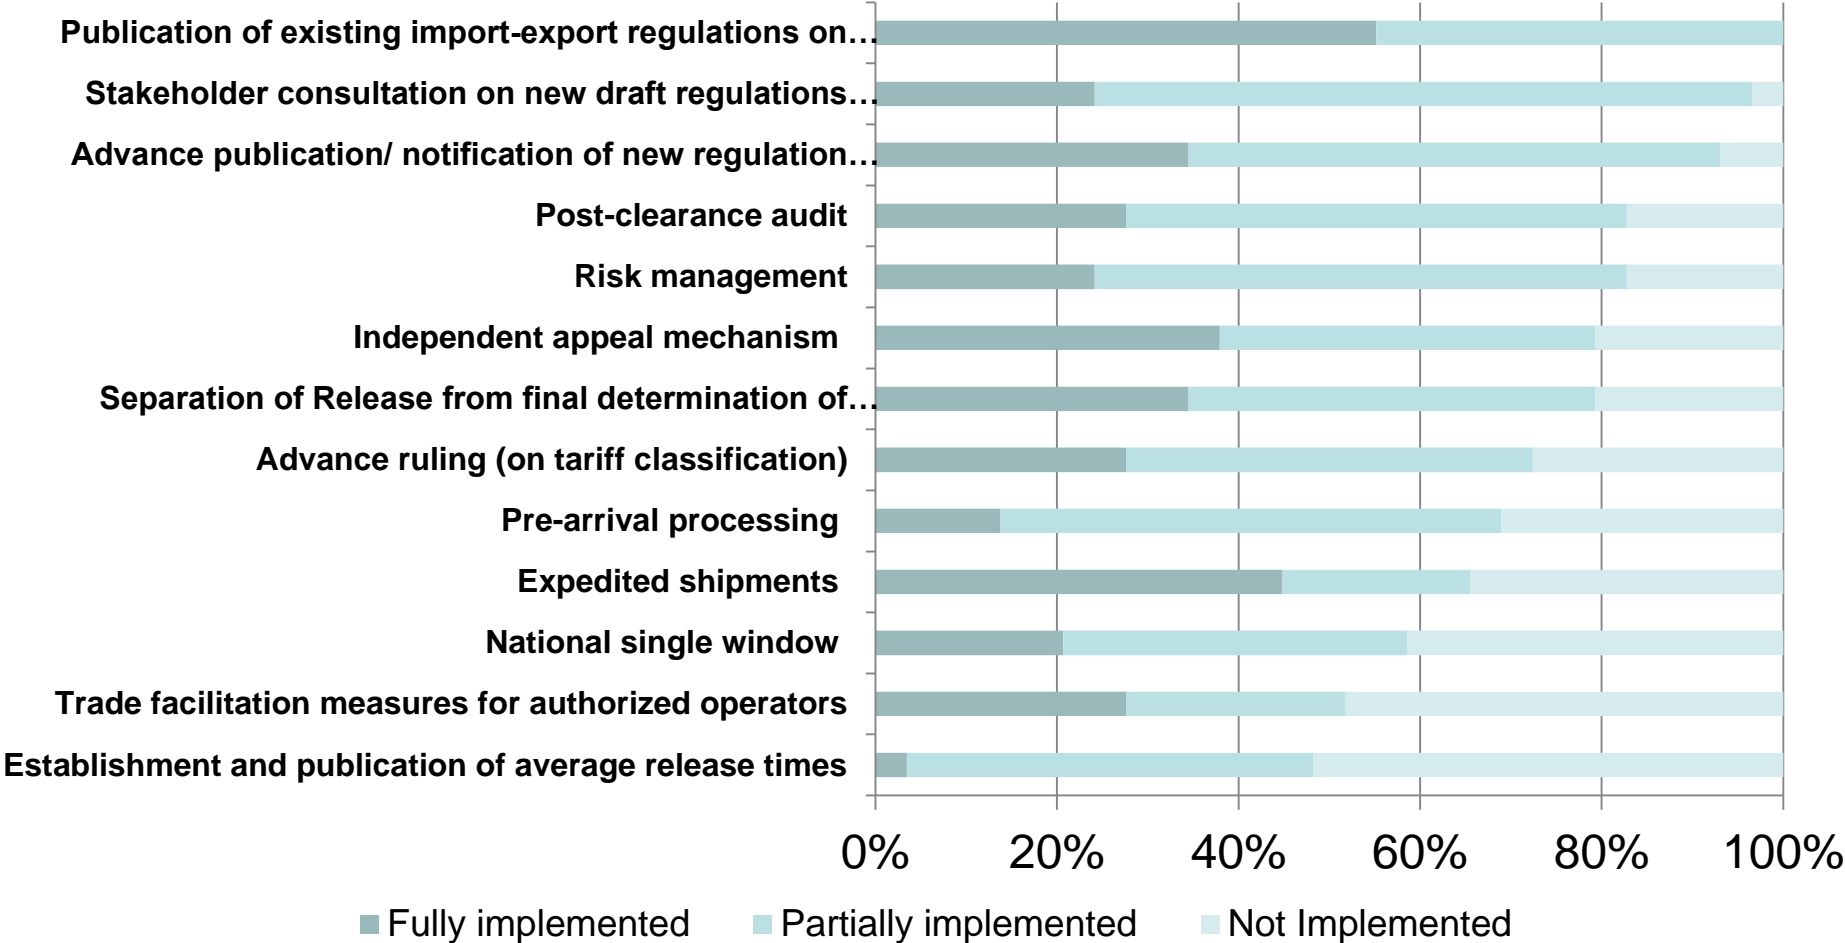 Publication of existing import-export regulations on…
Stakeholder consultation on new draft regulations…
Advance publication/ notification of new regulation…
Post-clearance audit
Risk management
Independent appeal mechanism
Separation of Release from final determination of…
Advance ruling (on tariff classification)
Pre-arrival processing
Expedited shipments
National single window
Trade facilitation measures for authorized operators
Establishment and publication of average release times
0% 20% 40% 60% 80% 100%
Fully implemented Partially implemented Not Implemented